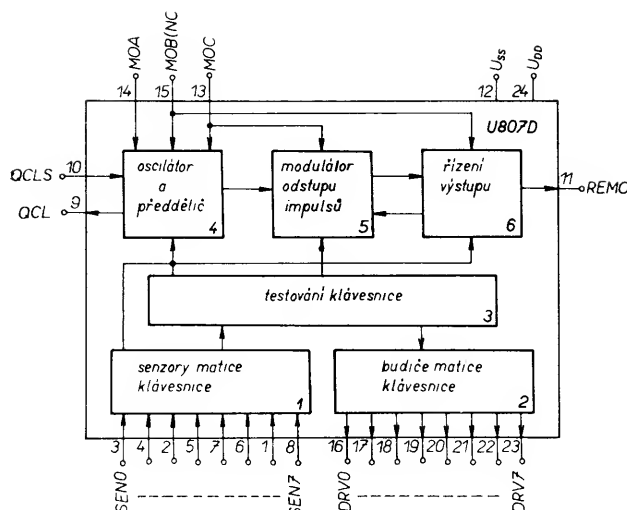 MOA
MOB(NC
MOC
USS
UDD
14
15
13
12
24
U807D
10
QCLS
9
QCL
oscilátor
a
předdělič
4
modulátor
odstupu
impulsů
5
řízení
výstupu
6
11
REMC
testování klávesnice
3
senzory matice
klávesnice
1
budiče matice
klávesnice
2
3
4
2
5
7
6
1
8
16
17
18
19
20
21
22
23
SEN0
SEN7
DRV0
DRV7